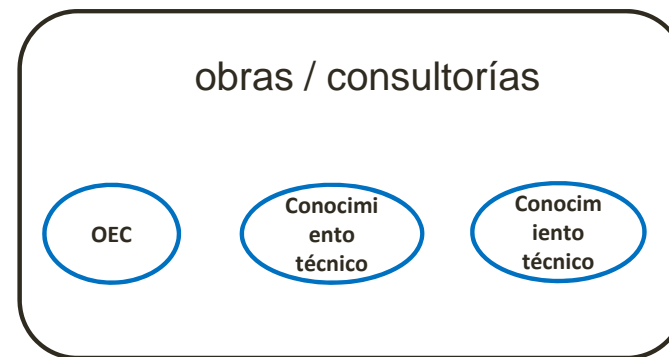 obras / consultorías
OEC
Conocimi
ento
técnico
Conocim
iento
técnico